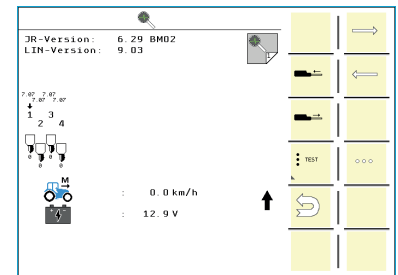 JR-Version: 6.29 BM02
LIN-Version: 9.03
1
7.07 7.07
7.07 7.07
1 3
2 4
0 0
0 0
M
: 0.0 km/h
: 12.9 V
TEST